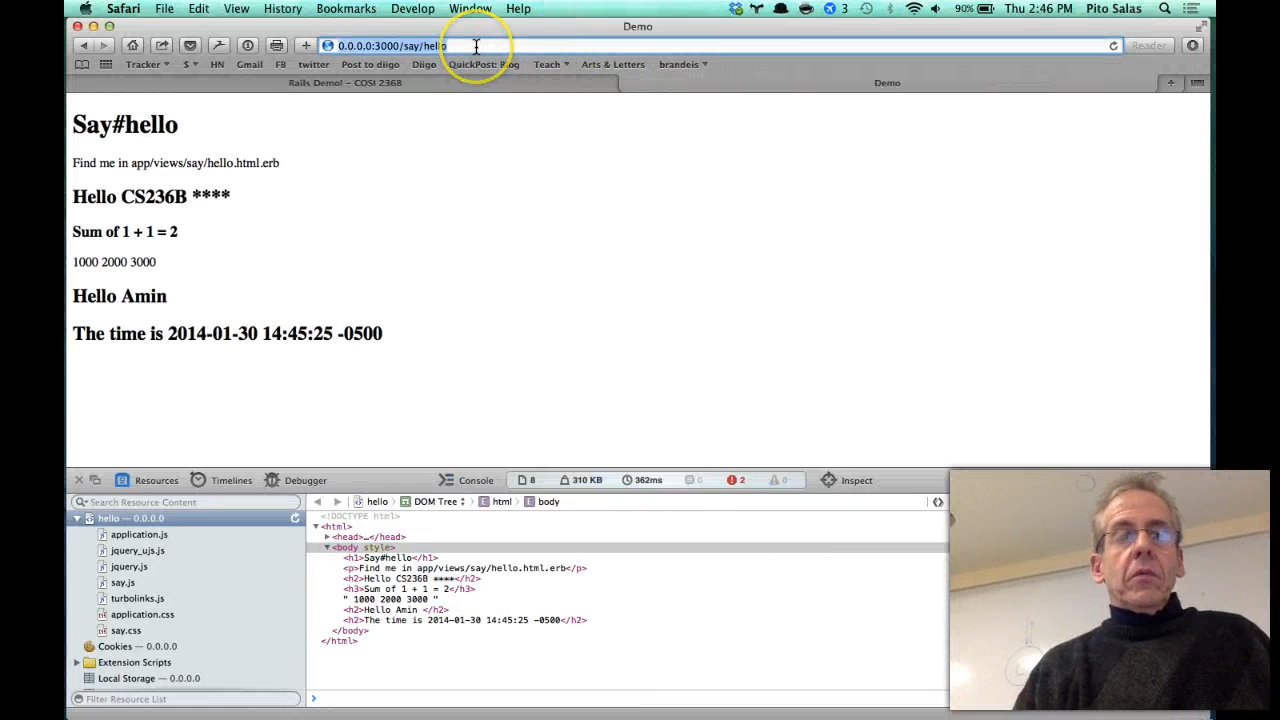 Safari File Edit View History Bookmarks Develop Window Help 3 90% Thu 2:46 PM Pito Salas
Demo
0.0.0.0:3000/say/hello Reader
Tracker $ HN Gmail FB twitter Post to diigo Diigo QuickPost: Blog Teach Arts & Letters brandeis
Rails Demo! - COSI 236B Demo
Say#hello
Find me in app/views/say/hello.html.erb
Hello CS236B ****
Sum of 1 + 1 = 2
1000 2000 3000
Hello Amin
The time is 2014-01-30 14:45:25 -0500
Resources Timelines Debugger Console 8 310 KB 362ms 0 2 0 Inspect
Search Resource Content hello DOM Tree html body
hello — 0.0.0.0
application.js
jquery_ujs.js
jquery.js
say.js
turbolinks.js
application.css
say.css
Cookies — 0.0.0.0
Extension Scripts
Local Storage — 0.0.0.0
Filter Resource List
<!DOCTYPE html>
<html>
<head>…</head>
<body style>
<h1>Say#hello</h1>
<p>Find me in app/views/say/hello.html.erb</p>
<h2>Hello CS236B ****</h2>
<h3>Sum of 1 + 1 = 2</h3>
" 1000 2000 3000 "
<h2>Hello Amin </h2>
<h2>The time is 2014-01-30 14:45:25 -0500</h2>
</body>
</html>